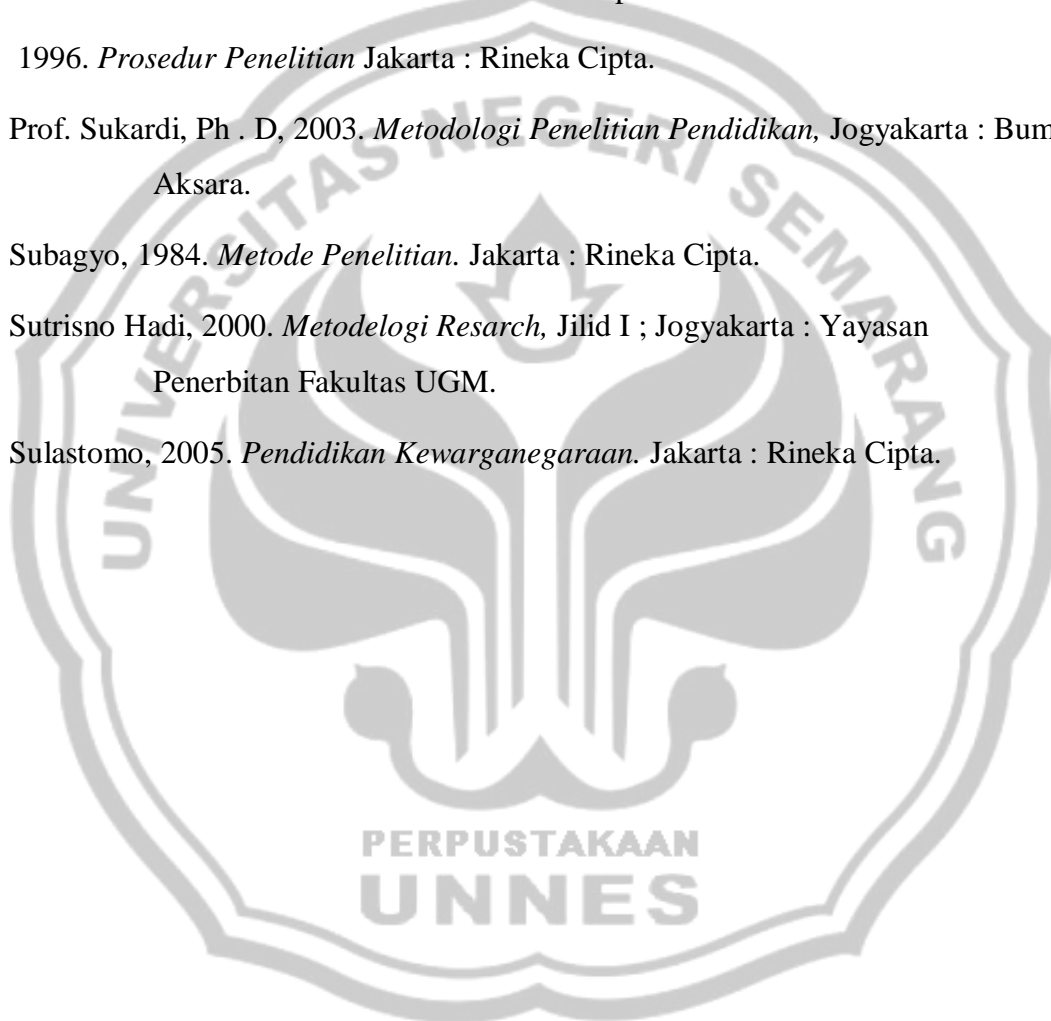 1996. Prosedur Penelitian Jakarta : Rineka Cipta.
Prof. Sukardi, Ph . D, 2003. Metodologi Penelitian Pendidikan, Jogyakarta : Bum
Aksara.
Subagyo, 1984. Metode Penelitian. Jakarta : Rineka Cipta.
Sutrisno Hadi, 2000. Metodelogi Resarch, Jilid I ; Jogyakarta : Yayasan
Penerbitan Fakultas UGM.
Sulastomo, 2005. Pendidikan Kewarganegaraan. Jakarta : Rineka Cipta.
UNIVERSITAS NEGERI SEMARANG
PERPUSTAKAAN
UNNES